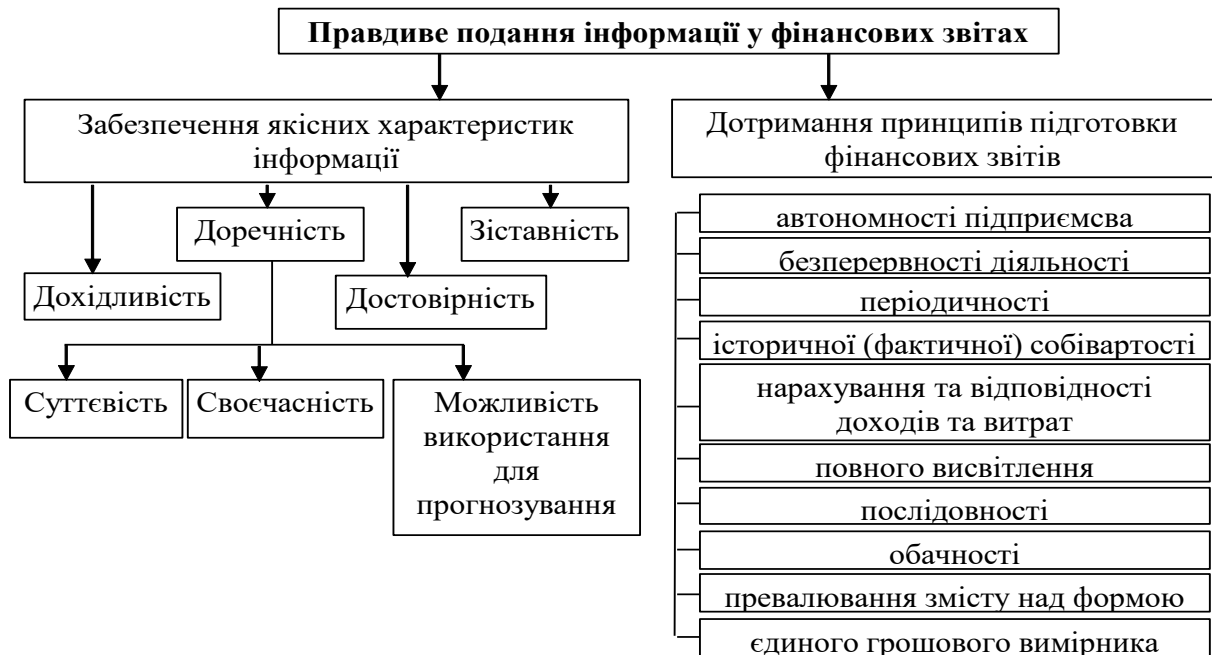 Правдиве подання інформації у фінансових звітах
Забезпечення якісних характеристик
інформації
Дотримання принципів підготовки
фінансових звітів
Доречність
Зіставність
Дохідливість
Достовірність
Суттєвість
Своєчасність
Можливість
використання
для
прогнозування
автономності підприємсва
безперервності діяльності
періодичності
історичної (фактичної) собівартості
нарахування та відповідності
доходів та витрат
повного висвітлення
послідовності
обачності
превалювання змісту над формою
єдиного грошового вимірника